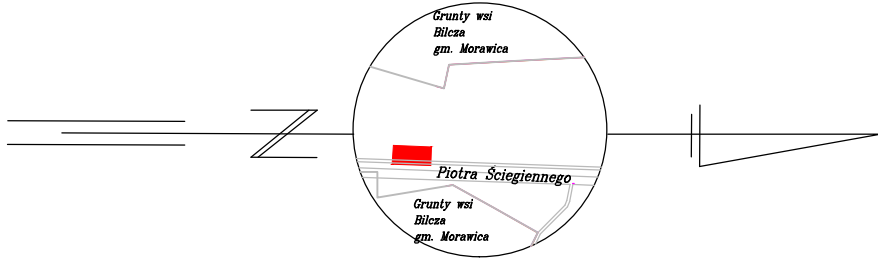 Grunty wsi
Bilcza
gm. Morawica
Piotra Ściegiennego
Grunty wsi
Bilcza
gm. Morawica